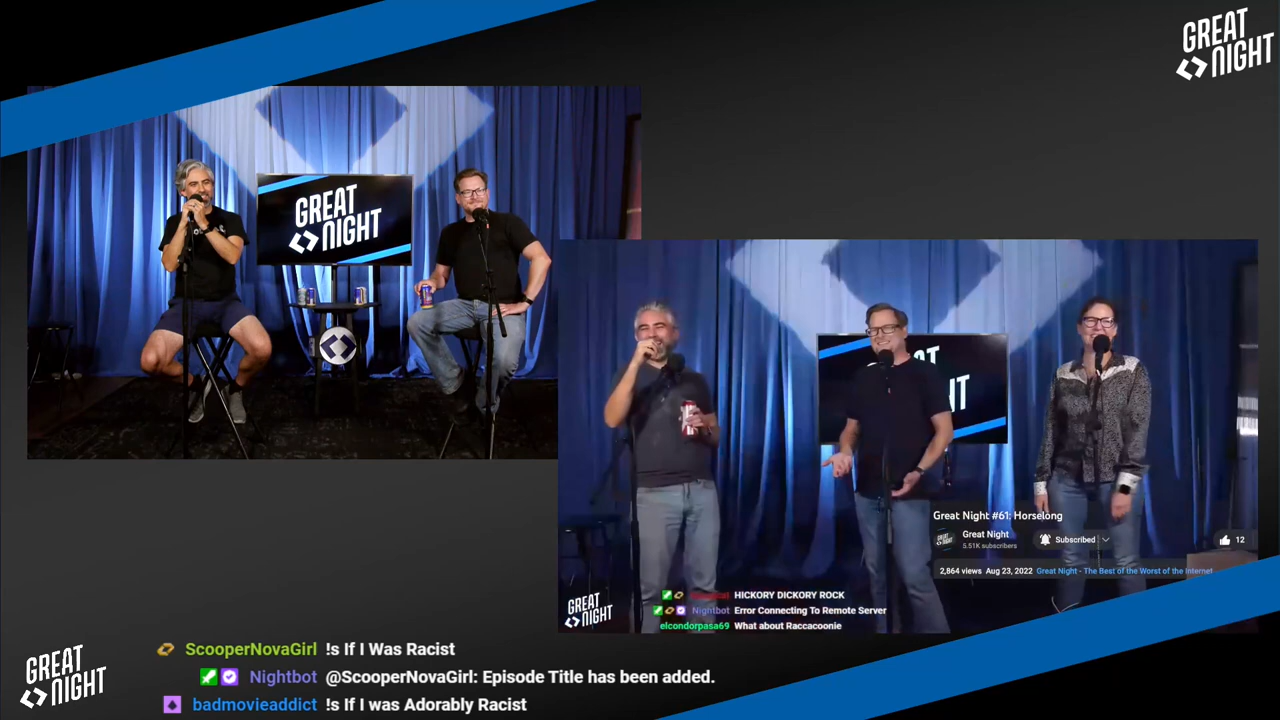 GREAT
NIGHT
GREAT
NIGHT
Great Night #61: Horselong
Great Night
5.51K subscribers
Subscribed
12
2,864 views Aug 23, 2022 Great Night - The Best of the Worst of the Internet
HICKORY DICKORY ROCK
Nightbot Error Connecting To Remote Server
elcondorpasa69 What about Raccacoonie
GREAT
NIGHT
ScooperNovaGirl !s If I Was Racist
Nightbot @ScooperNovaGirl: Episode Title has been added.
badmovieaddict !s If I was Adorably Racist
GREAT
NIGHT